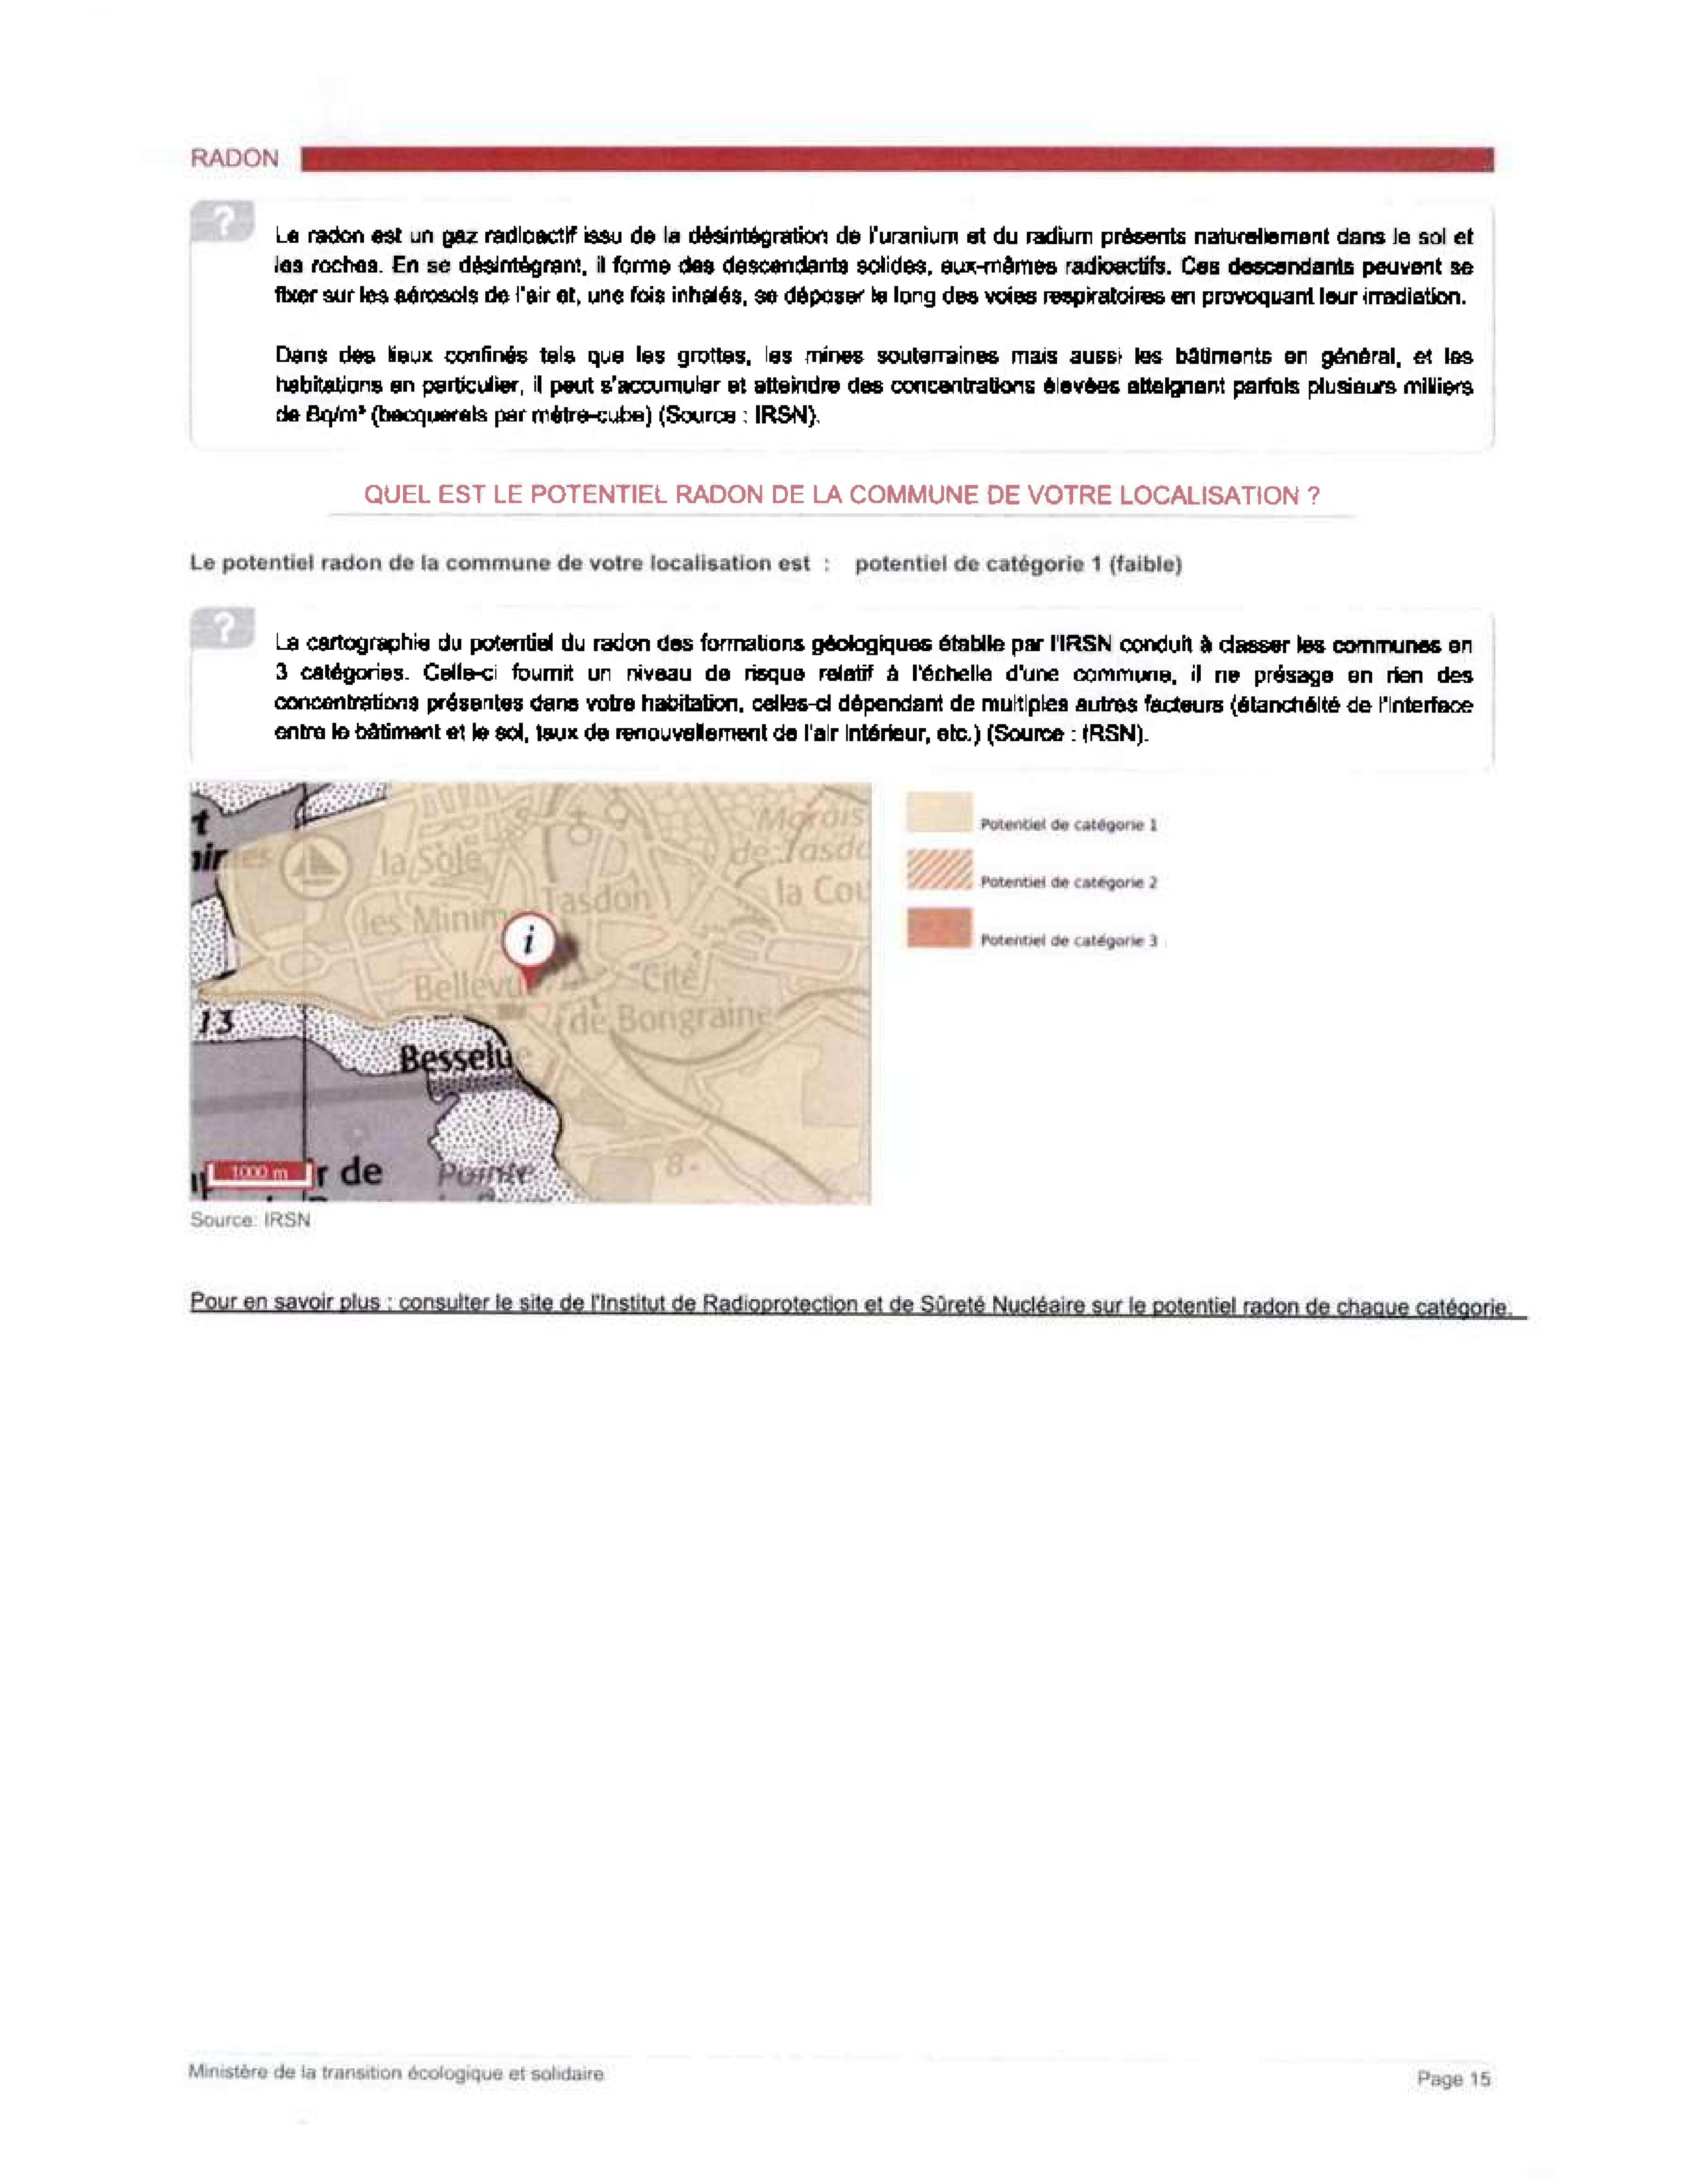 RADON
?
Le radon est un gaz radioactif issu de la désintégration de l'uranium et du radium présents naturellement dans le sol et
les roches. En se désintégrant, il forme des descendants solides, eux-mêmes radioactifs. Ces descendants peuvent se
fixer sur les aérosols de l'air et, une fois inhalés, se déposer le long des voies respiratoires en provoquant leur irradiation.
Dans des lieux confinés tels que les grottes, les mines souterraines mais aussi les bâtiments en général, et les
habitations en particulier, il peut s'accumuler et atteindre des concentrations élevées atteignant parfois plusieurs milliers
de Bq/m³ (becquerels par mètre-cube) (Source : IRSN).
QUEL EST LE POTENTIEL RADON DE LA COMMUNE DE VOTRE LOCALISATION ?
Le potentiel radon de la commune de votre localisation est : potentiel de catégorie 1 (faible)
?
La cartographie du potentiel du radon des formations géologiques établie par l'IRSN conduit à classer les communes en
3 catégories. Celle-ci fournit un niveau de risque relatif à l'échelle d'une commune, il ne présage en rien des
concentrations présentes dans votre habitation, celles-ci dépendant de multiples autres facteurs (étanchéité de l'interface
entre le bâtiment et le sol, taux de renouvellement de l'air intérieur, etc.) (Source : IRSN).
Marais
de Tasdo
la Sole
la Cou
Tasdon
les Minim
i
Bellevu
Cité
de Bongraine
13
Besselue
1000 m
r de
Pointe
8
Potentiel de catégorie 1
Potentiel de catégorie 2
Potentiel de catégorie 3
Source: IRSN
Pour en savoir plus : consulter le site de l'Institut de Radioprotection et de Sûreté Nucléaire sur le potentiel radon de chaque catégorie.
Ministère de la transition écologique et solidaire
Page 15